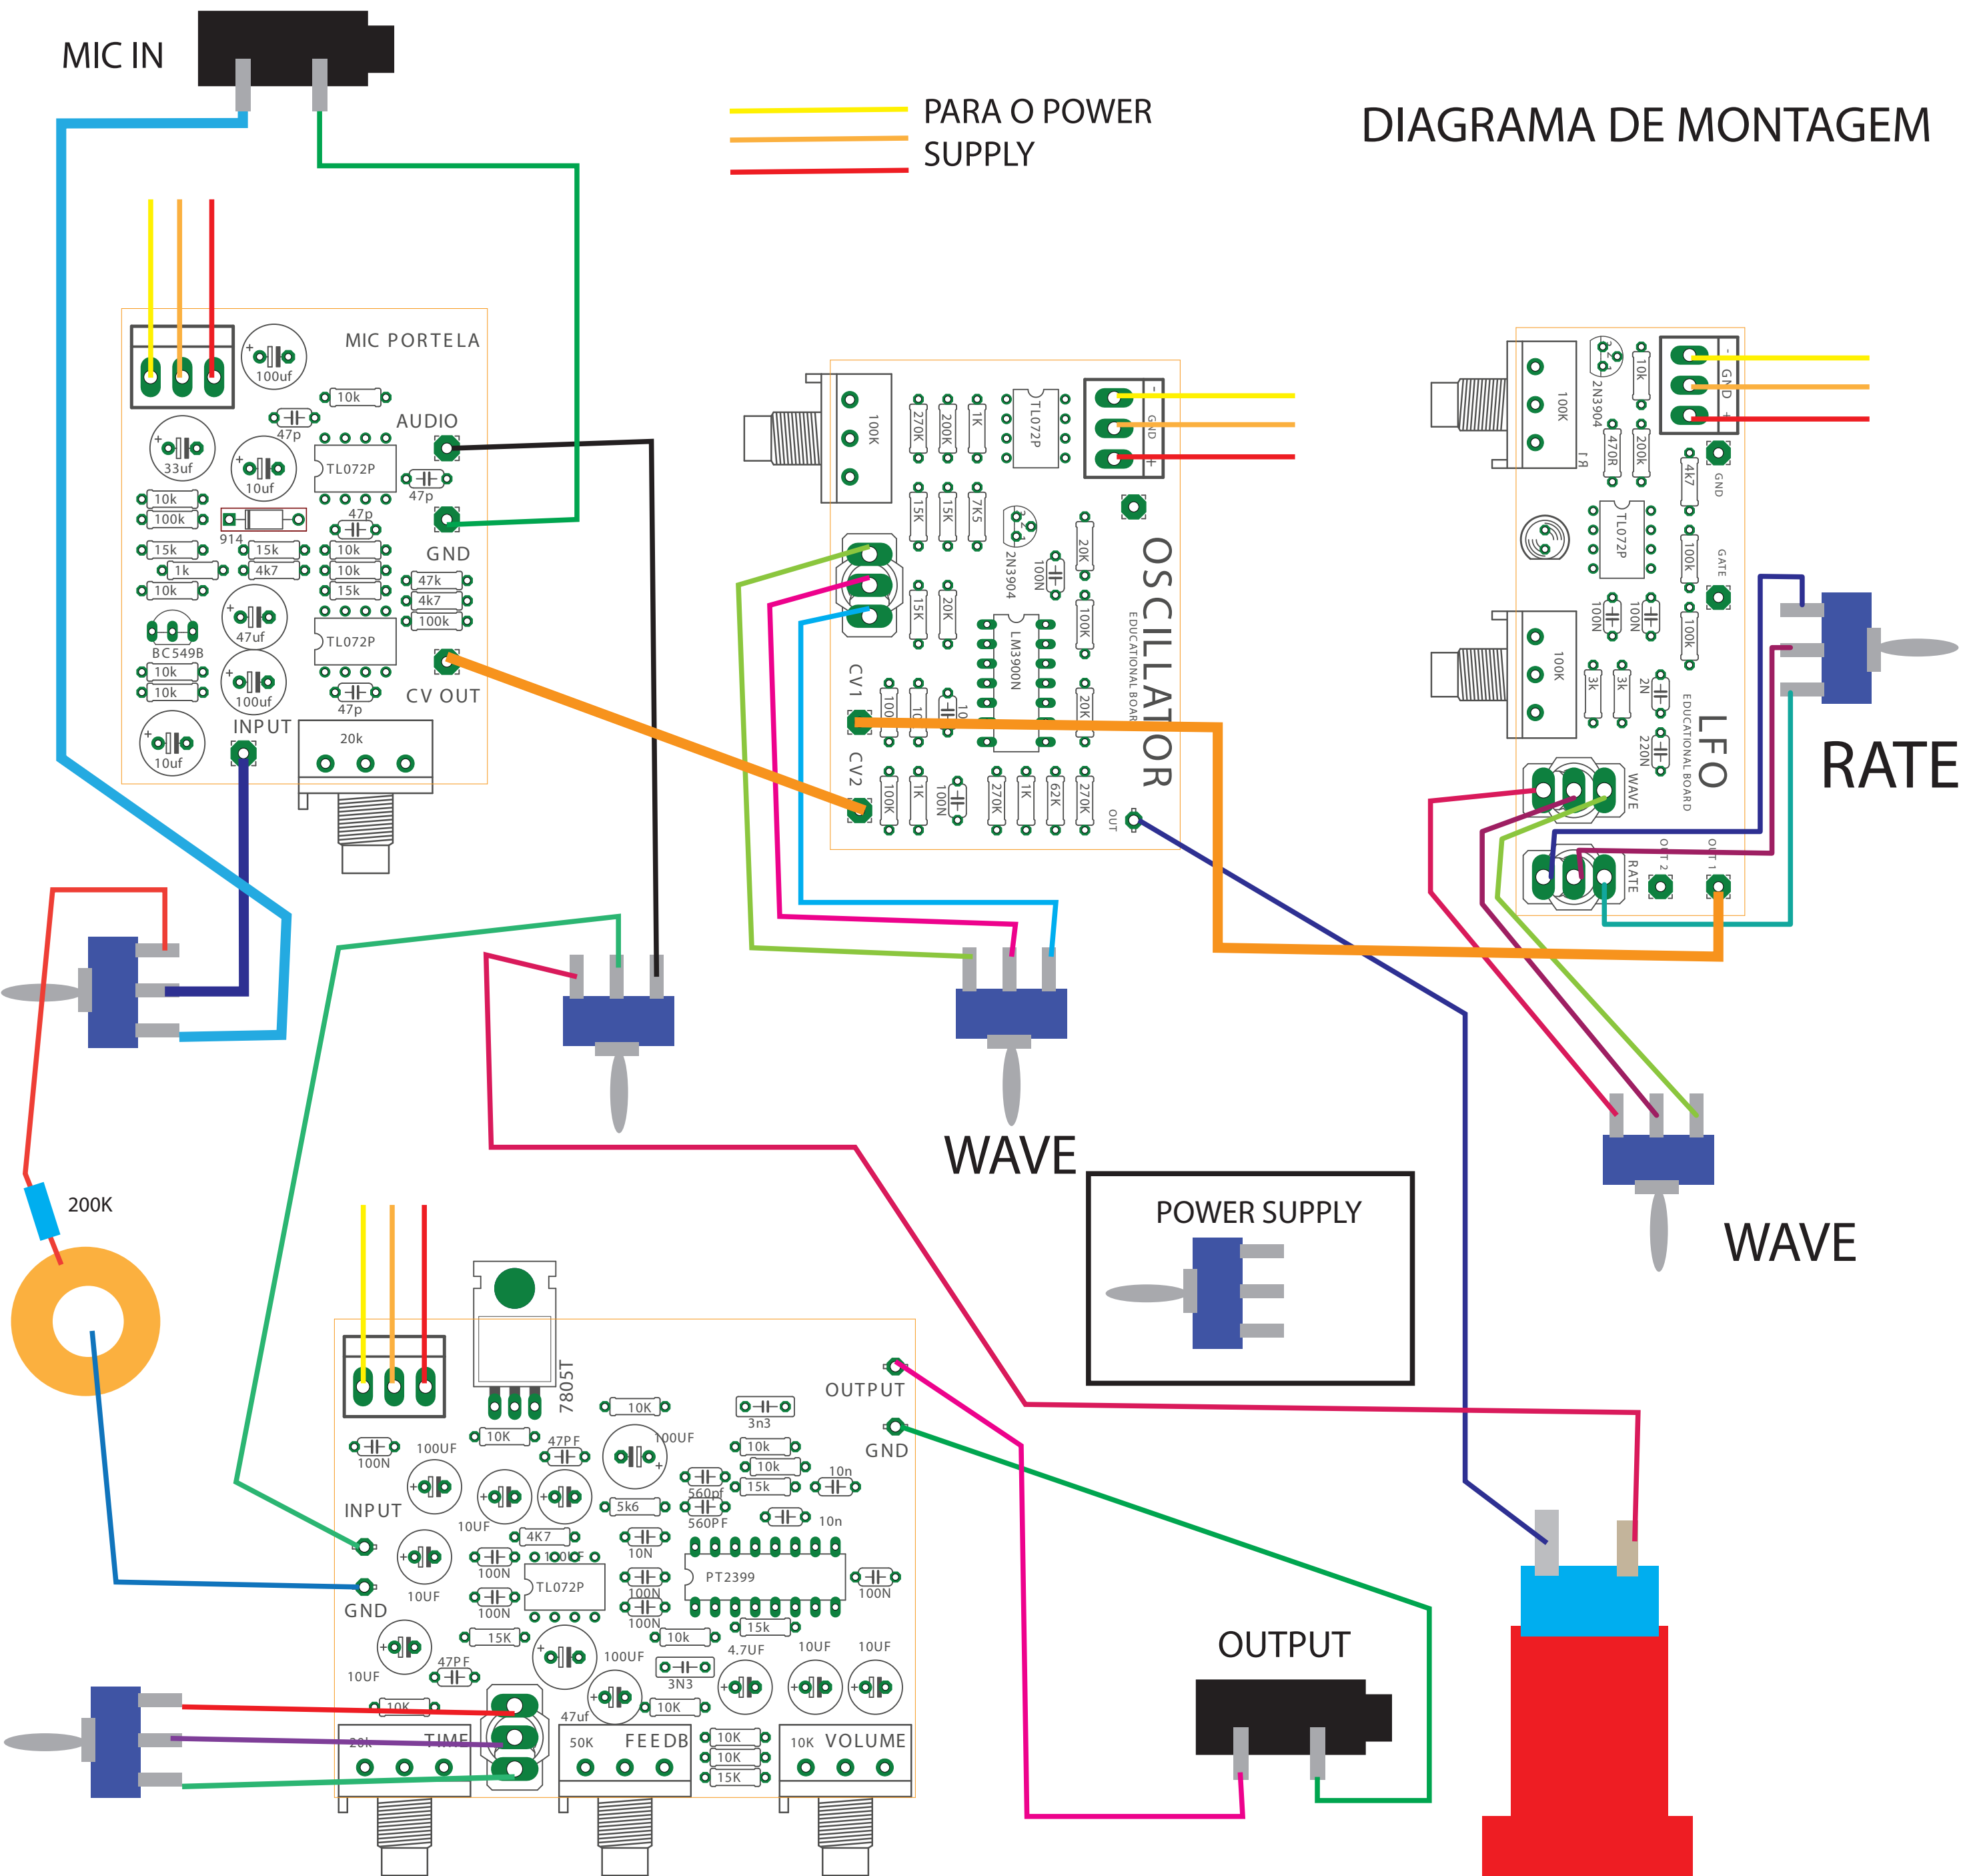 MIC IN
PARA O POWER
SUPPLY
DIAGRAMA DE MONTAGEM
MIC PORTELA
100uf
10k
47p
AUDIO
33uf
10uf
TL072P
47p
10k
100k
914
47p
15k
15k
10k
GND
1k
4k7
10k
47k
10k
15k
4k7
100k
47uf
TL072P
BC549B
10k
10k
100uf
47p
CV OUT
INPUT
10uf
20k
100K
270K
200K
1K
TL072P
-
GND
+
15K
15K
7K5
2N3904
20K
100N
15K
20K
100K
LM3900N
OSCILLATOR
CV1
20K
CV2
100K
1K
100N
270K
1K
62K
270K
OUT
100K
2N3904
10k
-
GND
+
470R
200k
4k7
GND
TL072P
100k
GATE
100K
100N
100N
100k
3k
3k
2N
220N
EDUCATIONAL BOARD
LFO
WAVE
RATE
OUT 2
OUT 1
RATE
WAVE
WAVE
200K
POWER SUPPLY
7805T
OUTPUT
GND
10K
3n3
100N
100UF
10K
47PF
100UF
10k
10k
15k
10n
560pf
560PF
10n
INPUT
10UF
5k6
4K7
10N
100N
TL072P
100N
100N
100N
PT2399
100N
10UF
GND
10UF
15K
47PF
10k
15k
100UF
3N3
4.7UF
10UF
10UF
10K
47uf
10K
20k
TIME
50K
FEEDB
10K
10K
15K
10K
VOLUME
OUTPUT